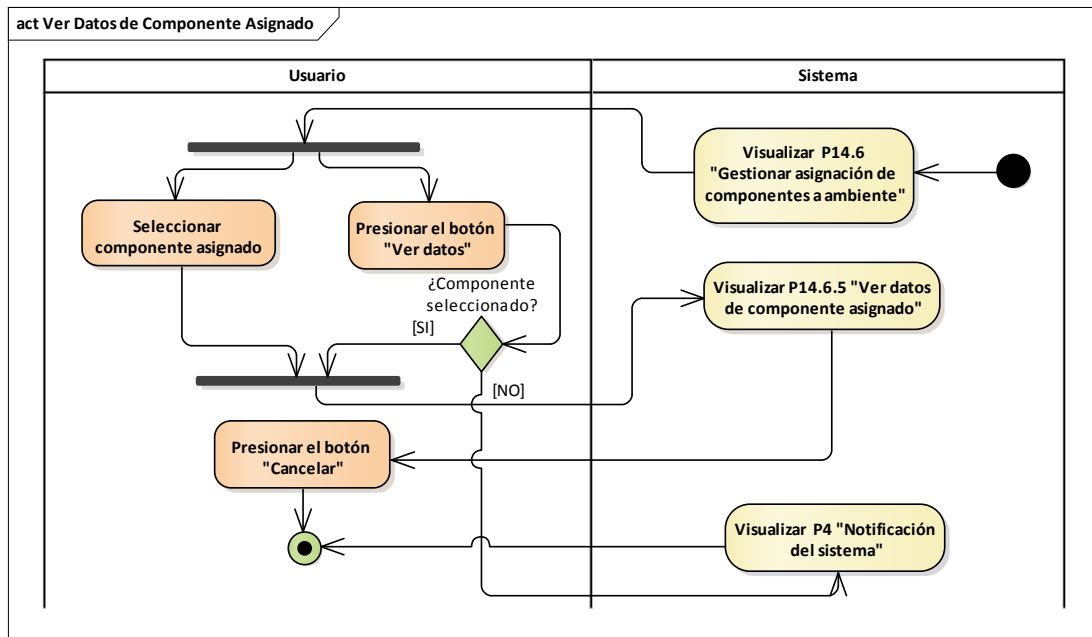 act Ver Datos de Componente Asignado
Usuario
Sistema
Visualizar P14.6
"Gestionar asignación de
componentes a ambiente"
Seleccionar
componente asignado
Presionar el botón
"Ver datos"
¿Componente
seleccionado?
[SI]
[NO]
Visualizar P14.6.5 "Ver datos
de componente asignado"
Presionar el botón
"Cancelar"
Visualizar P4 "Notificación
del sistema"